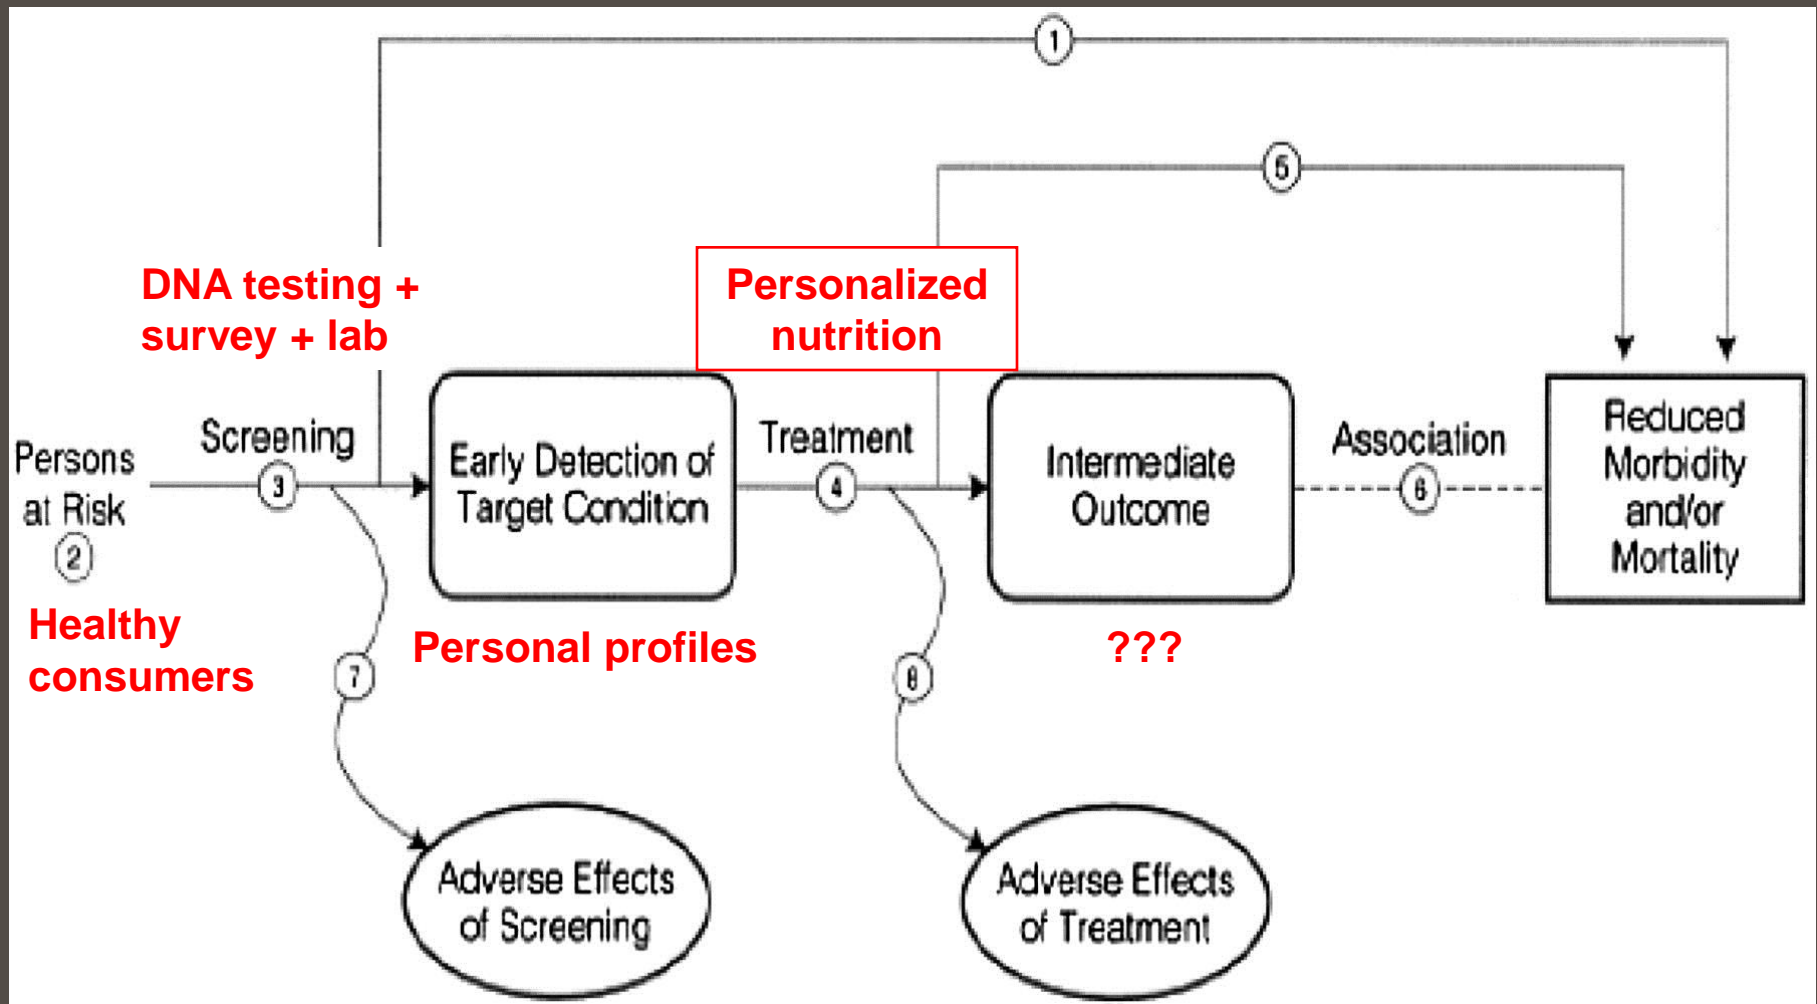 1
5
DNA testing +
survey + lab
Personalized
nutrition
Persons
at Risk
2
Screening
3
Early Detection of
Target Condition
Treatment
4
Intermediate
Outcome
Association
6
Reduced
Morbidity
and/or
Mortality
Healthy
consumers
Personal profiles
???
7
8
Adverse Effects
of Screening
Adverse Effects
of Treatment